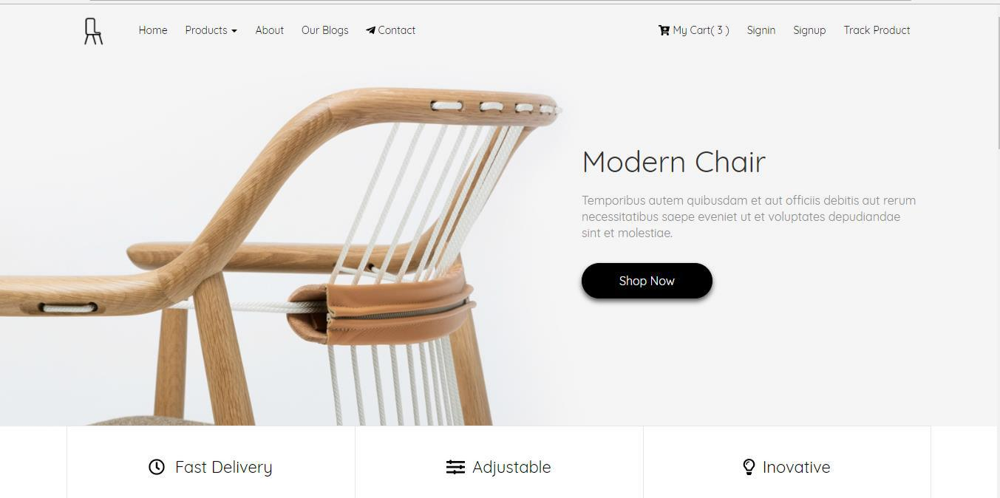 Home Products About Our Blogs Contact My Cart( 3 ) Signin Signup Track Product
Modern Chair
Temporibus autem quibusdam et aut officiis debitis aut rerum
necessitatibus saepe eveniet ut et voluptates depudiandae
sint et molestiae.
Shop Now
Fast Delivery Adjustable Inovative